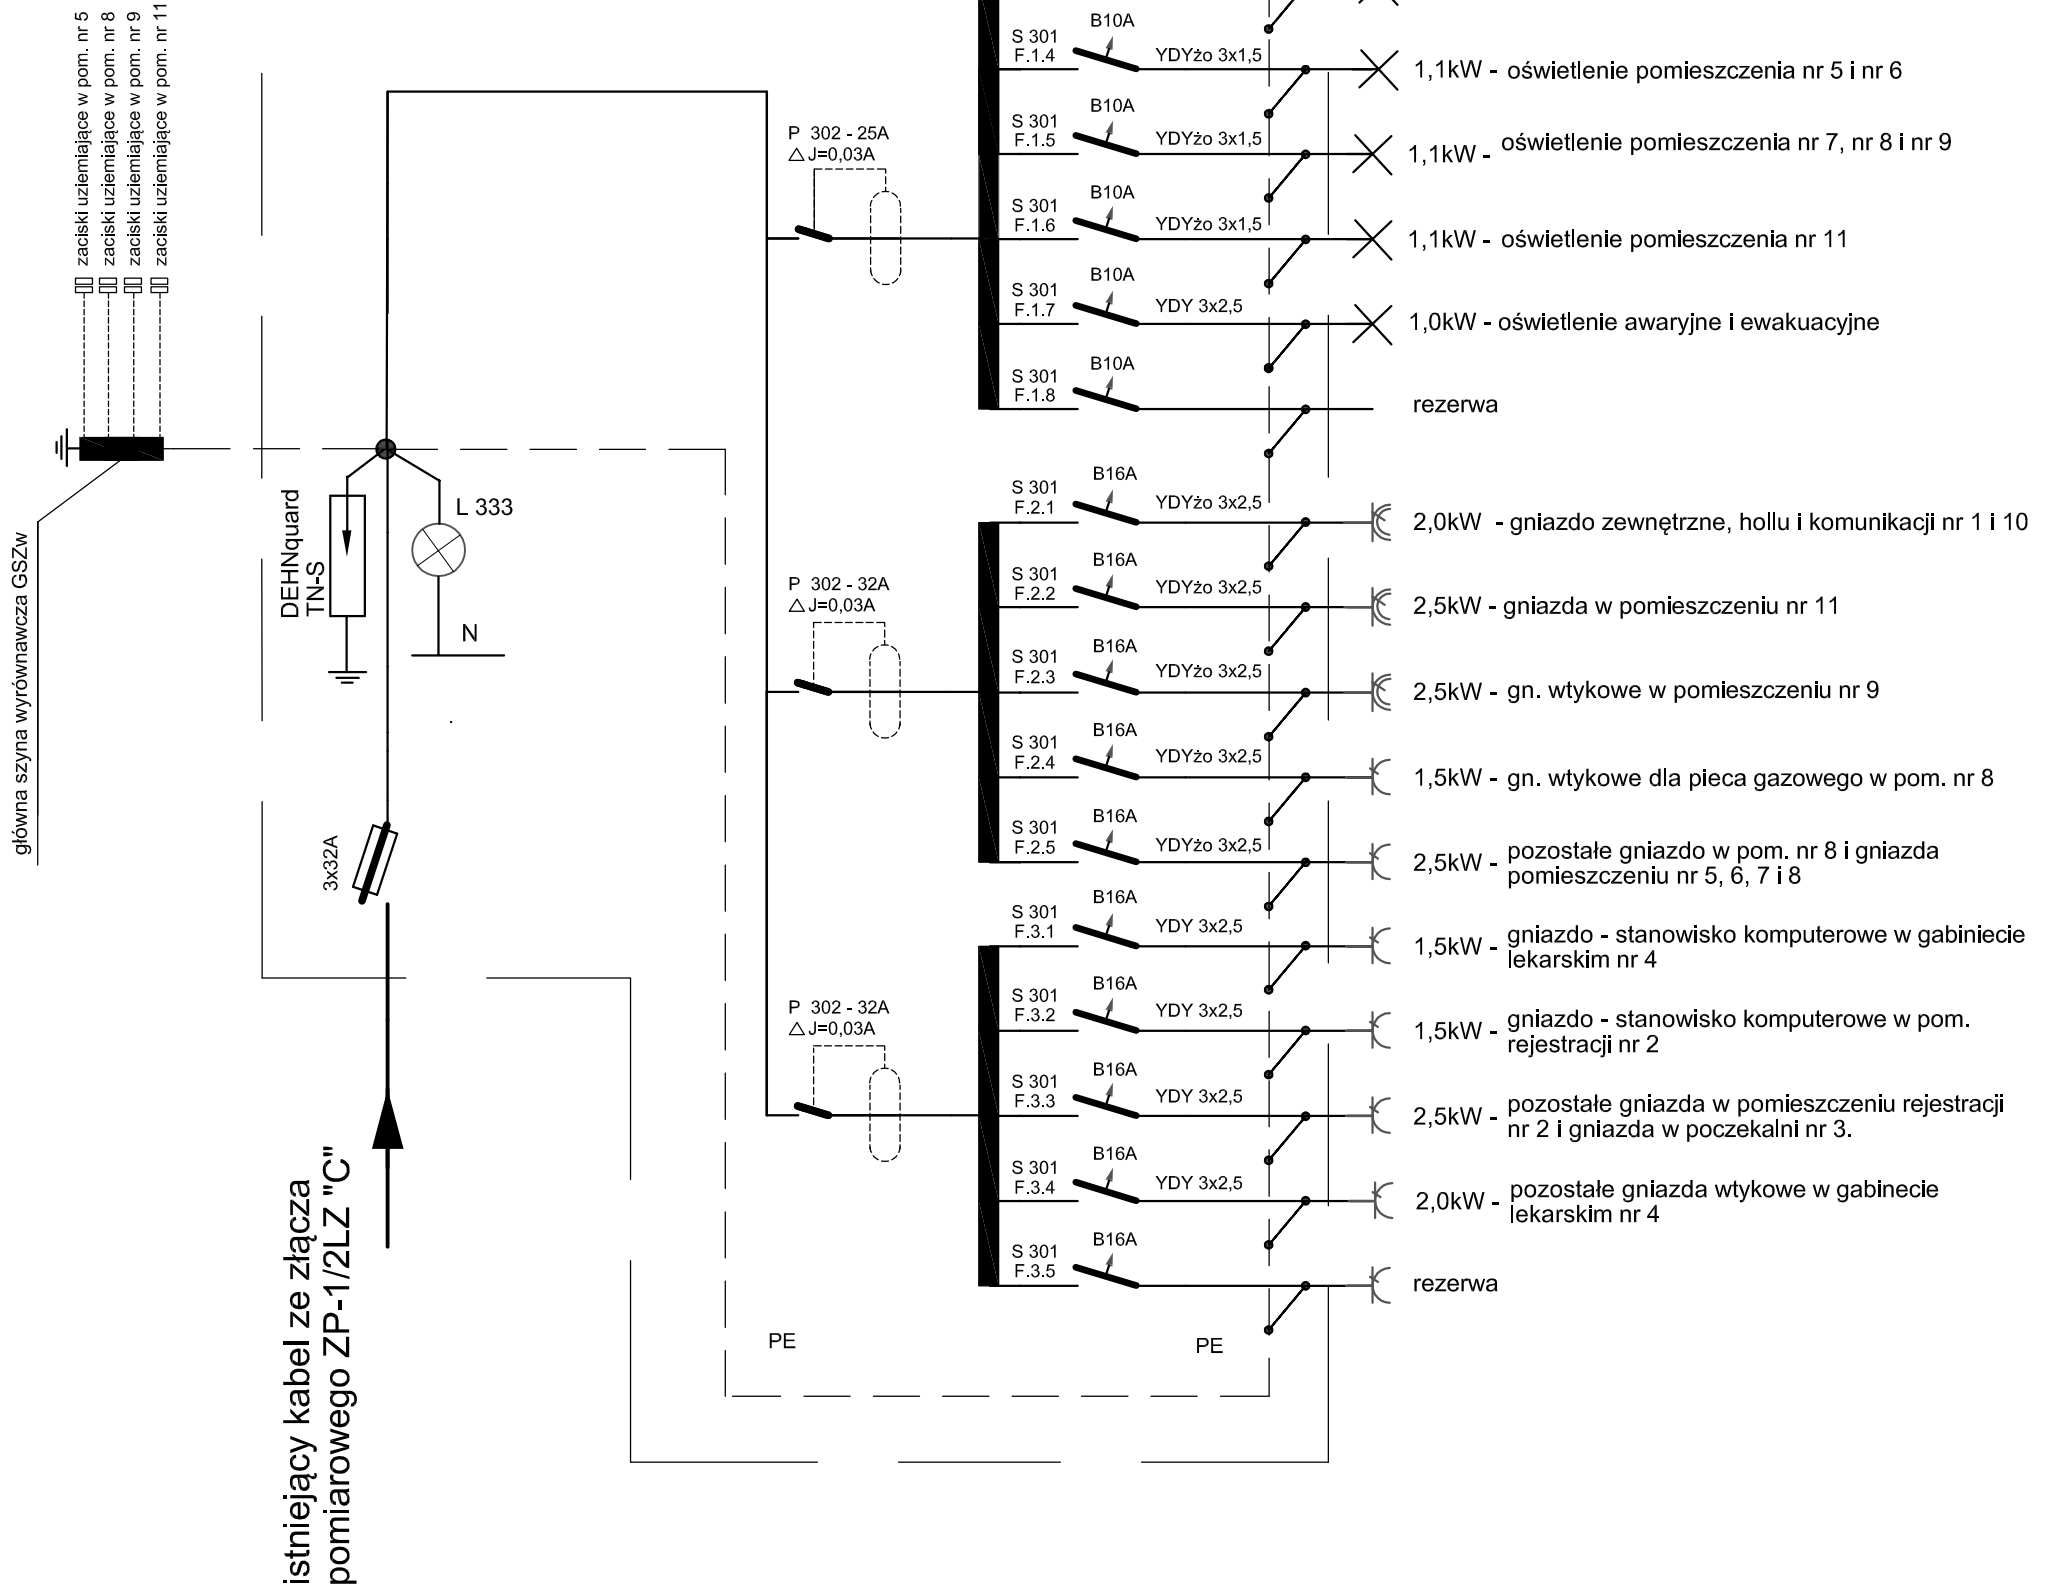 zaciski uziemiające w pom. nr 5
zaciski uziemiające w pom. nr 8
zaciski uziemiające w pom. nr 9
zaciski uziemiające w pom. nr 11
główna szyna wyrównawcza GSZw
DEHNquard
TN-S
L 333
N
3x32A
istniejący kabel ze złącza
pomiarowego ZP-1/2LZ "C"
P 302 - 25A
△ J=0,03A
P 302 - 32A
△ J=0,03A
P 302 - 32A
△ J=0,03A
PE
PE
S 301
F.1.4
B10A
YDYżo 3x1,5
1,1kW - oświetlenie pomieszczenia nr 5 i nr 6
S 301
F.1.5
B10A
YDYżo 3x1,5
1,1kW - oświetlenie pomieszczenia nr 7, nr 8 i nr 9
S 301
F.1.6
B10A
YDYżo 3x1,5
1,1kW - oświetlenie pomieszczenia nr 11
S 301
F.1.7
B10A
YDY 3x2,5
1,0kW - oświetlenie awaryjne i ewakuacyjne
S 301
F.1.8
B10A
rezerwa
S 301
F.2.1
B16A
YDYżo 3x2,5
2,0kW - gniazdo zewnętrzne, hollu i komunikacji nr 1 i 10
S 301
F.2.2
B16A
YDYżo 3x2,5
2,5kW - gniazda w pomieszczeniu nr 11
S 301
F.2.3
B16A
YDYżo 3x2,5
2,5kW - gn. wtykowe w pomieszczeniu nr 9
S 301
F.2.4
B16A
YDYżo 3x2,5
1,5kW - gn. wtykowe dla pieca gazowego w pom. nr 8
S 301
F.2.5
B16A
YDYżo 3x2,5
2,5kW - pozostałe gniazdo w pom. nr 8 i gniazda
pomieszczeniu nr 5, 6, 7 i 8
S 301
F.3.1
B16A
YDY 3x2,5
1,5kW - gniazdo - stanowisko komputerowe w gabiniecie
lekarskim nr 4
S 301
F.3.2
B16A
YDY 3x2,5
1,5kW - gniazdo - stanowisko komputerowe w pom.
rejestracji nr 2
S 301
F.3.3
B16A
YDY 3x2,5
2,5kW - pozostałe gniazda w pomieszczeniu rejestracji
nr 2 i gniazda w poczekalni nr 3.
S 301
F.3.4
B16A
YDY 3x2,5
2,0kW - pozostałe gniazda wtykowe w gabinecie
lekarskim nr 4
S 301
F.3.5
B16A
rezerwa